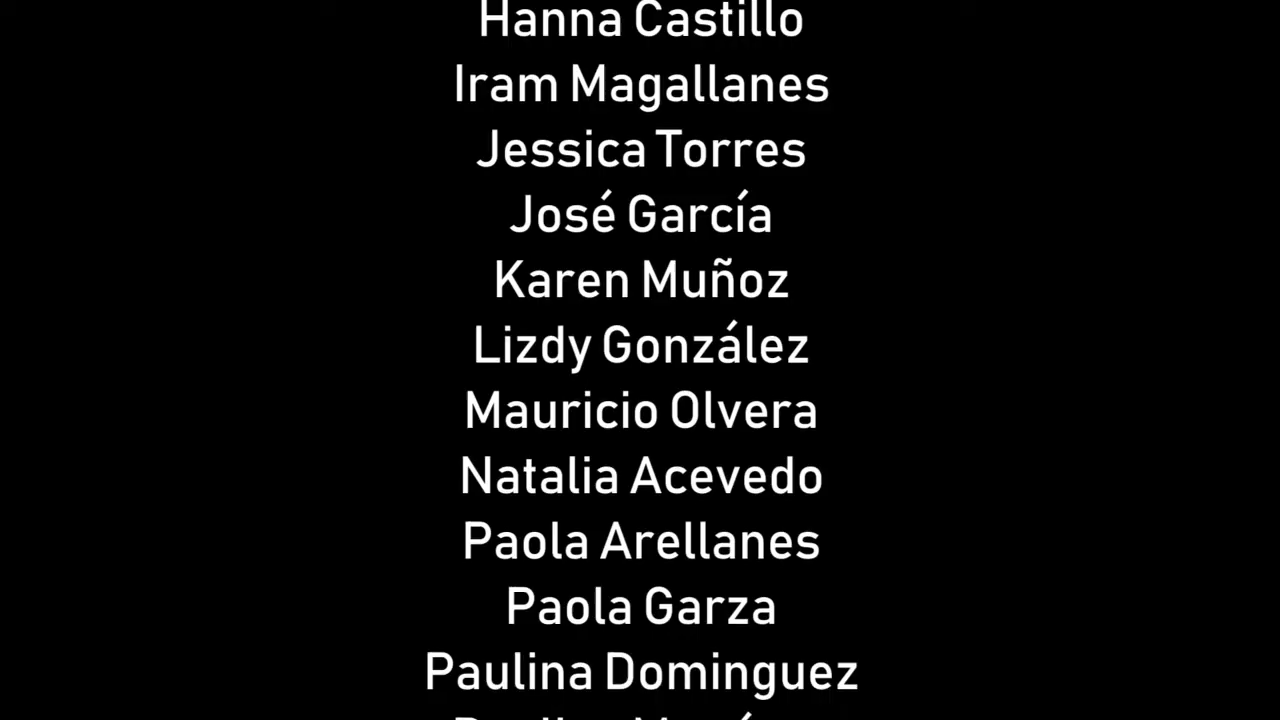 Hanna Castillo
Iram Magallanes
Jessica Torres
José García
Karen Muñoz
Lizdy González
Mauricio Olvera
Natalia Acevedo
Paola Arellanes
Paola Garza
Paulina Dominguez